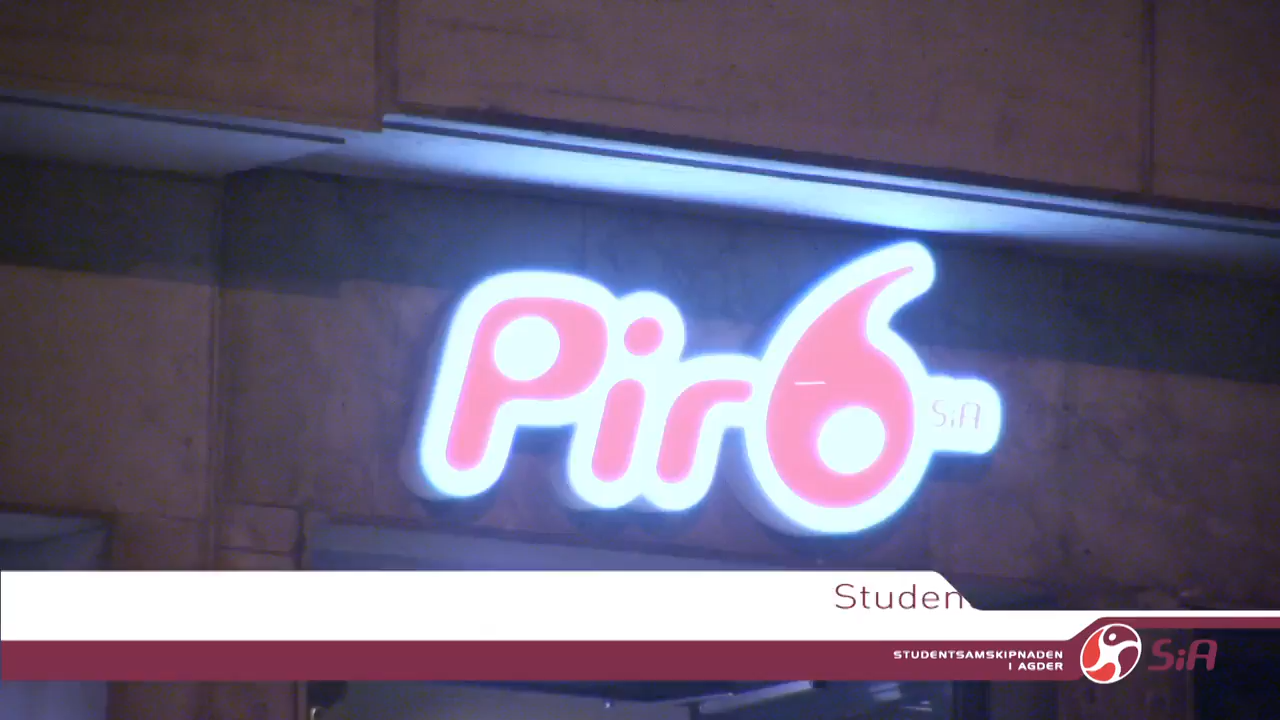 Pir6
SiA
Studen
STUDENTSAMSKIPNADEN
I AGDER
SiA